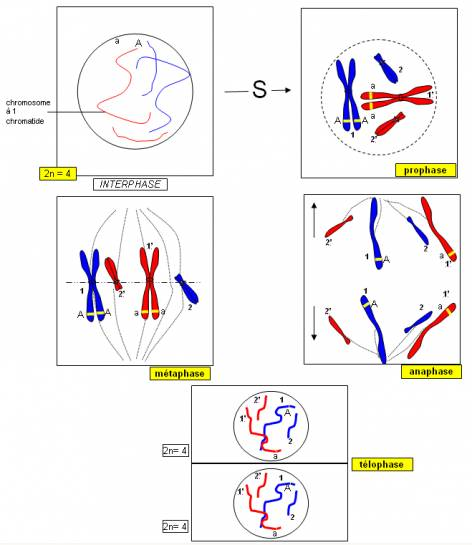 a A
chromosome
à 1
chromatide
2n = 4
INTERPHASE
S
2
a
1'
a
A A
1
2'
prophase
1'
1
2'
A A
a a
2
métaphase
2'
A
1
2
a
1'
1
A
2'
2
a
1'
anaphase
2'
1
1'
A
2
a
2n= 4
télophase
2'
1
1'
A
2
a
2n= 4